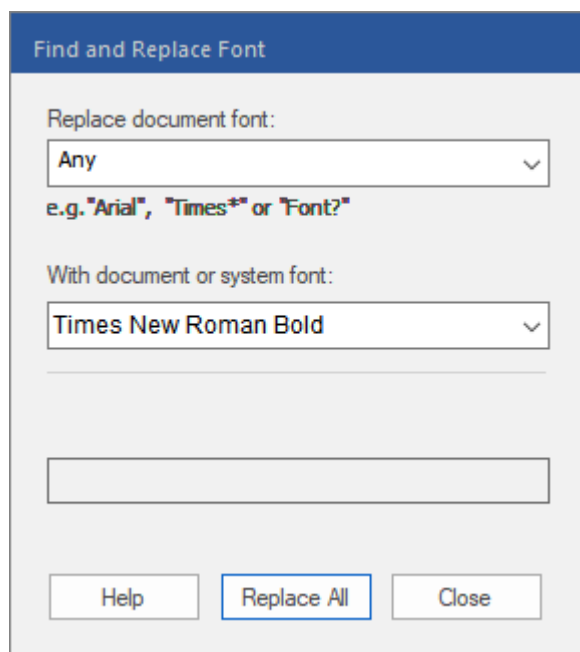 Find and Replace Font
Replace document font:
Any
e.g."Arial", "Times*" or "Font?"
With document or system font:
Times New Roman Bold
Help Replace All Close